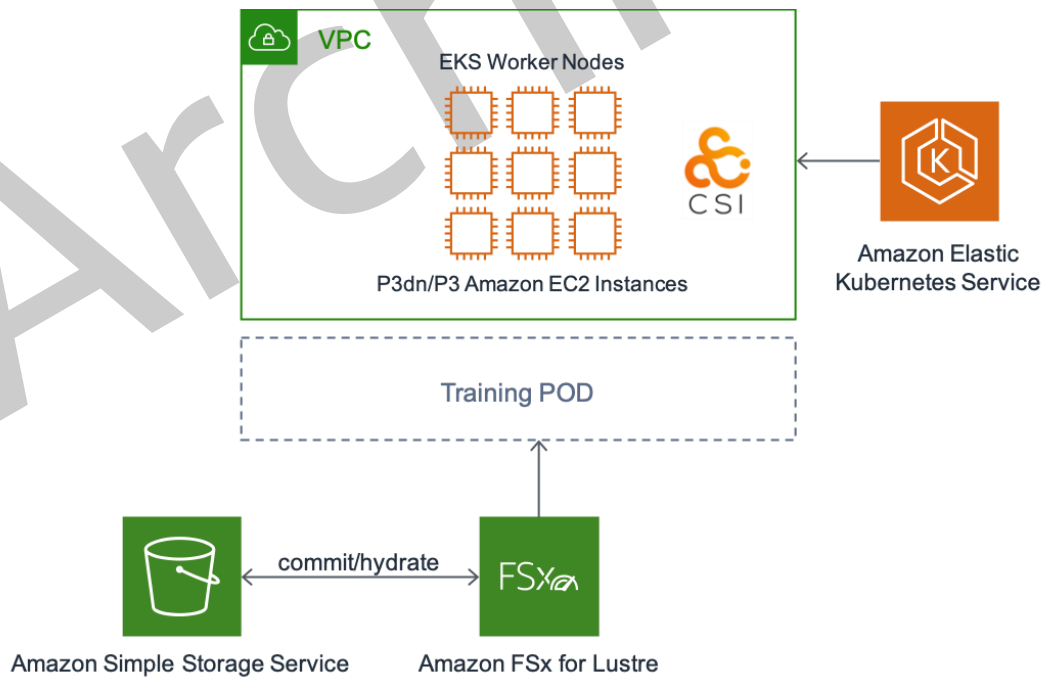 VPC
EKS Worker Nodes
CSI
K
P3dn/P3 Amazon EC2 Instances
Amazon Elastic
Kubernetes Service
Training POD
commit/hydrate
FSx
Amazon Simple Storage Service
Amazon FSx for Lustre